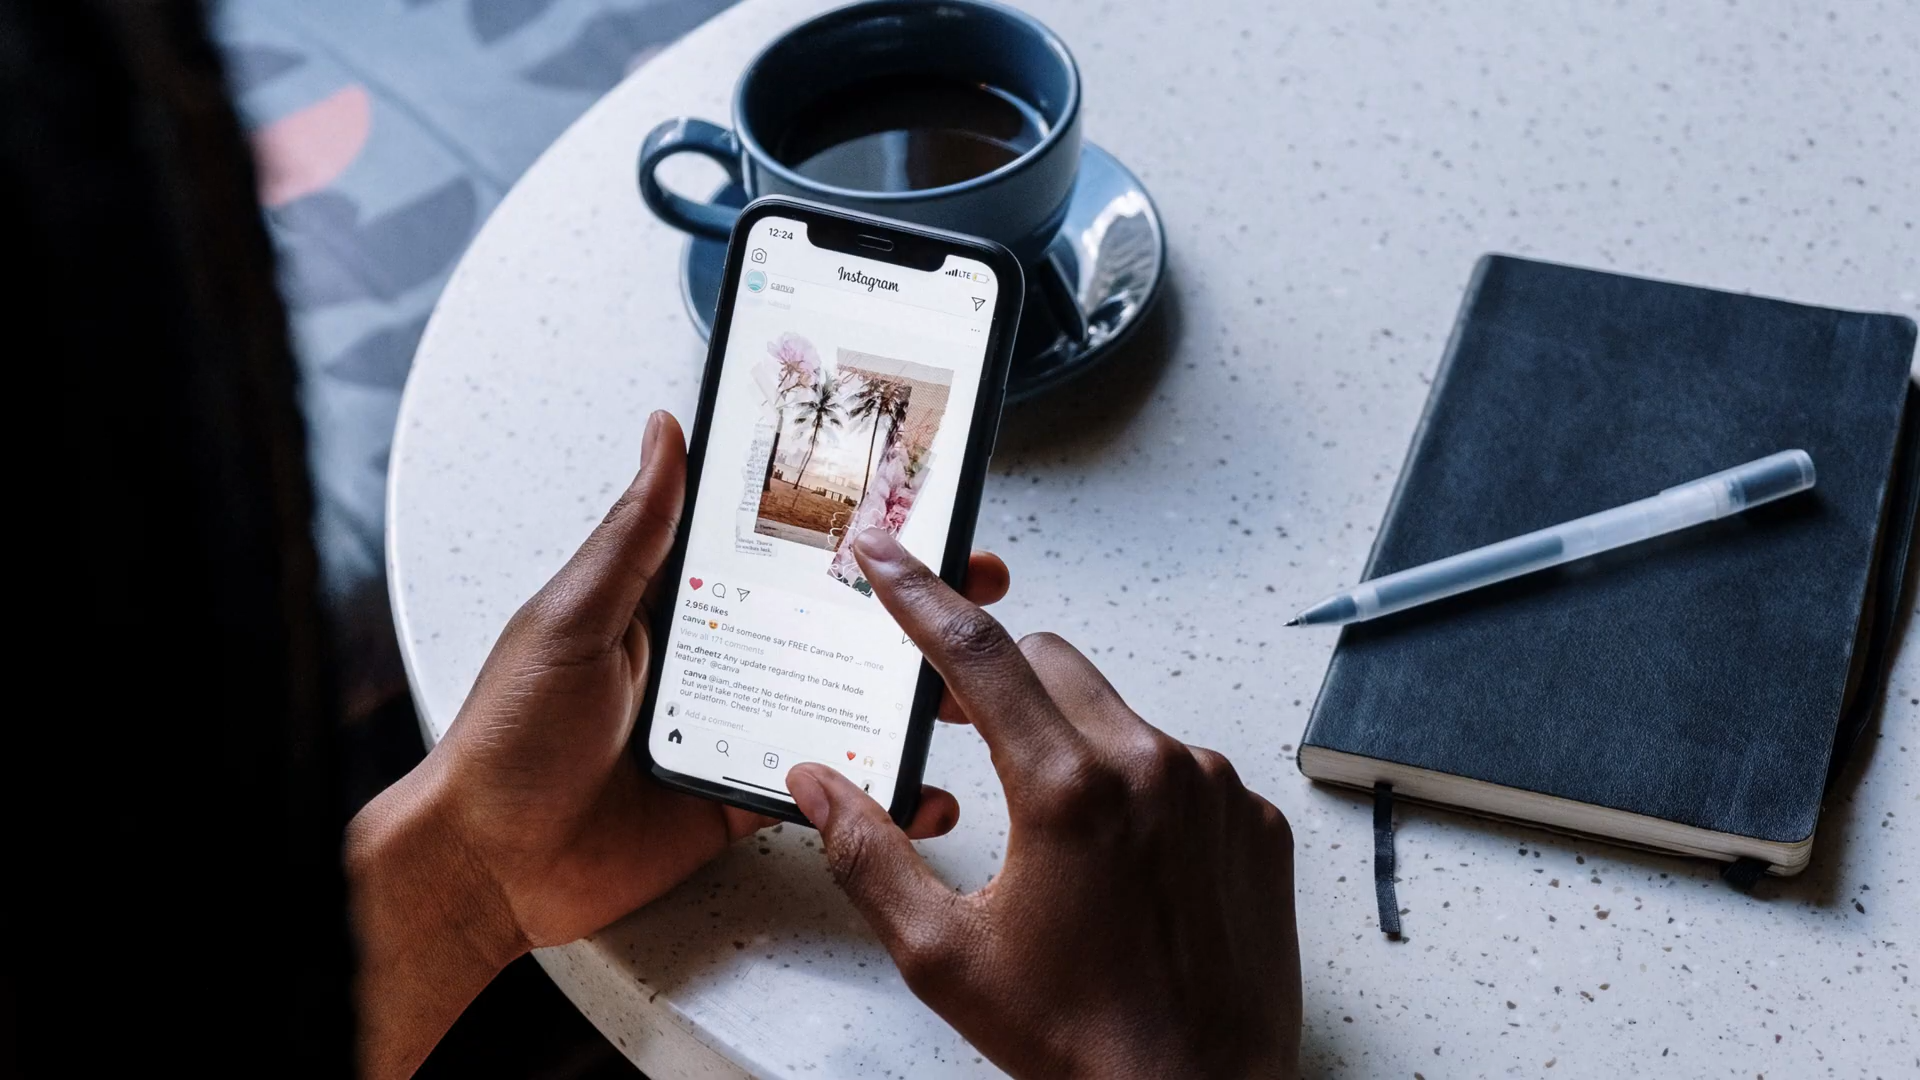 12:24
LTE
Instagram
canva
2,956 likes
canva 😍 Did someone say FREE Canva Pro? ... more
View all 171 comments
iam_dheetz Any update regarding the Dark Mode
feature? @canva
canva @iam_dheetz No definite plans on this yet,
but we'll take note of this for future improvements of
our platform. Cheers! ^sl
Add a comment...